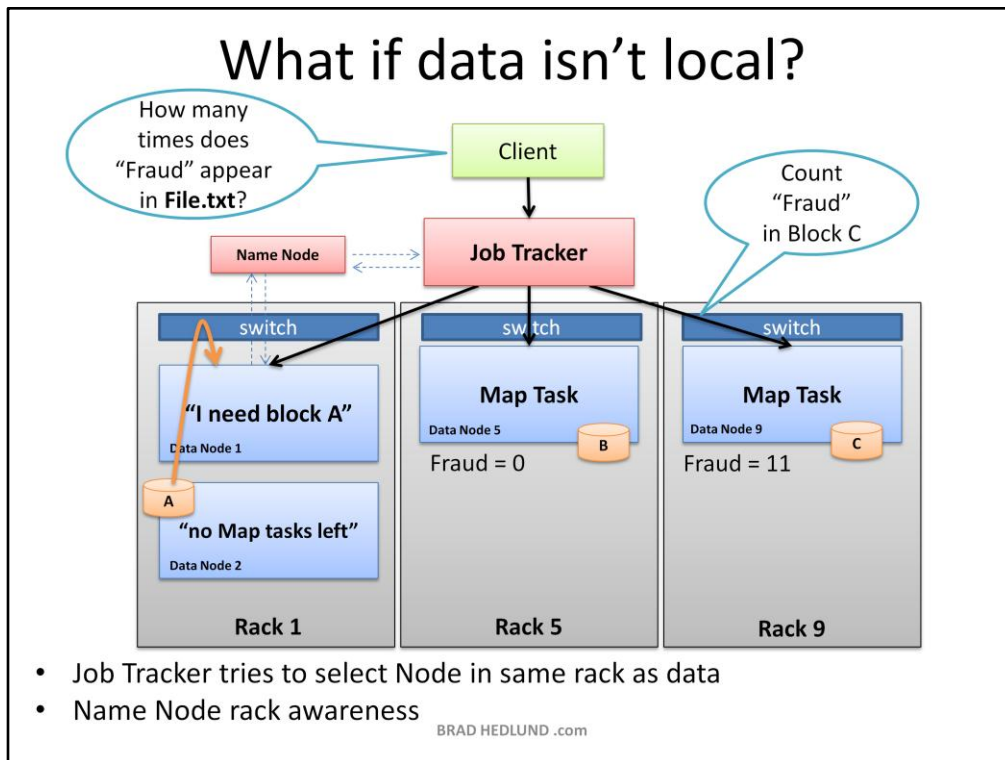 What if data isn’t local?
How many
times does
“Fraud” appear
in File.txt?
Client
Count
“Fraud”
in Block C
Name Node
Job Tracker
switch
switch
switch
“I need block A”
Data Node 1
Map Task
Data Node 5
B
Fraud = 0
Map Task
Data Node 9
C
Fraud = 11
A
“no Map tasks left”
Data Node 2
Rack 1
Rack 5
Rack 9
• Job Tracker tries to select Node in same rack as data
• Name Node rack awareness
BRAD HEDLUND .com